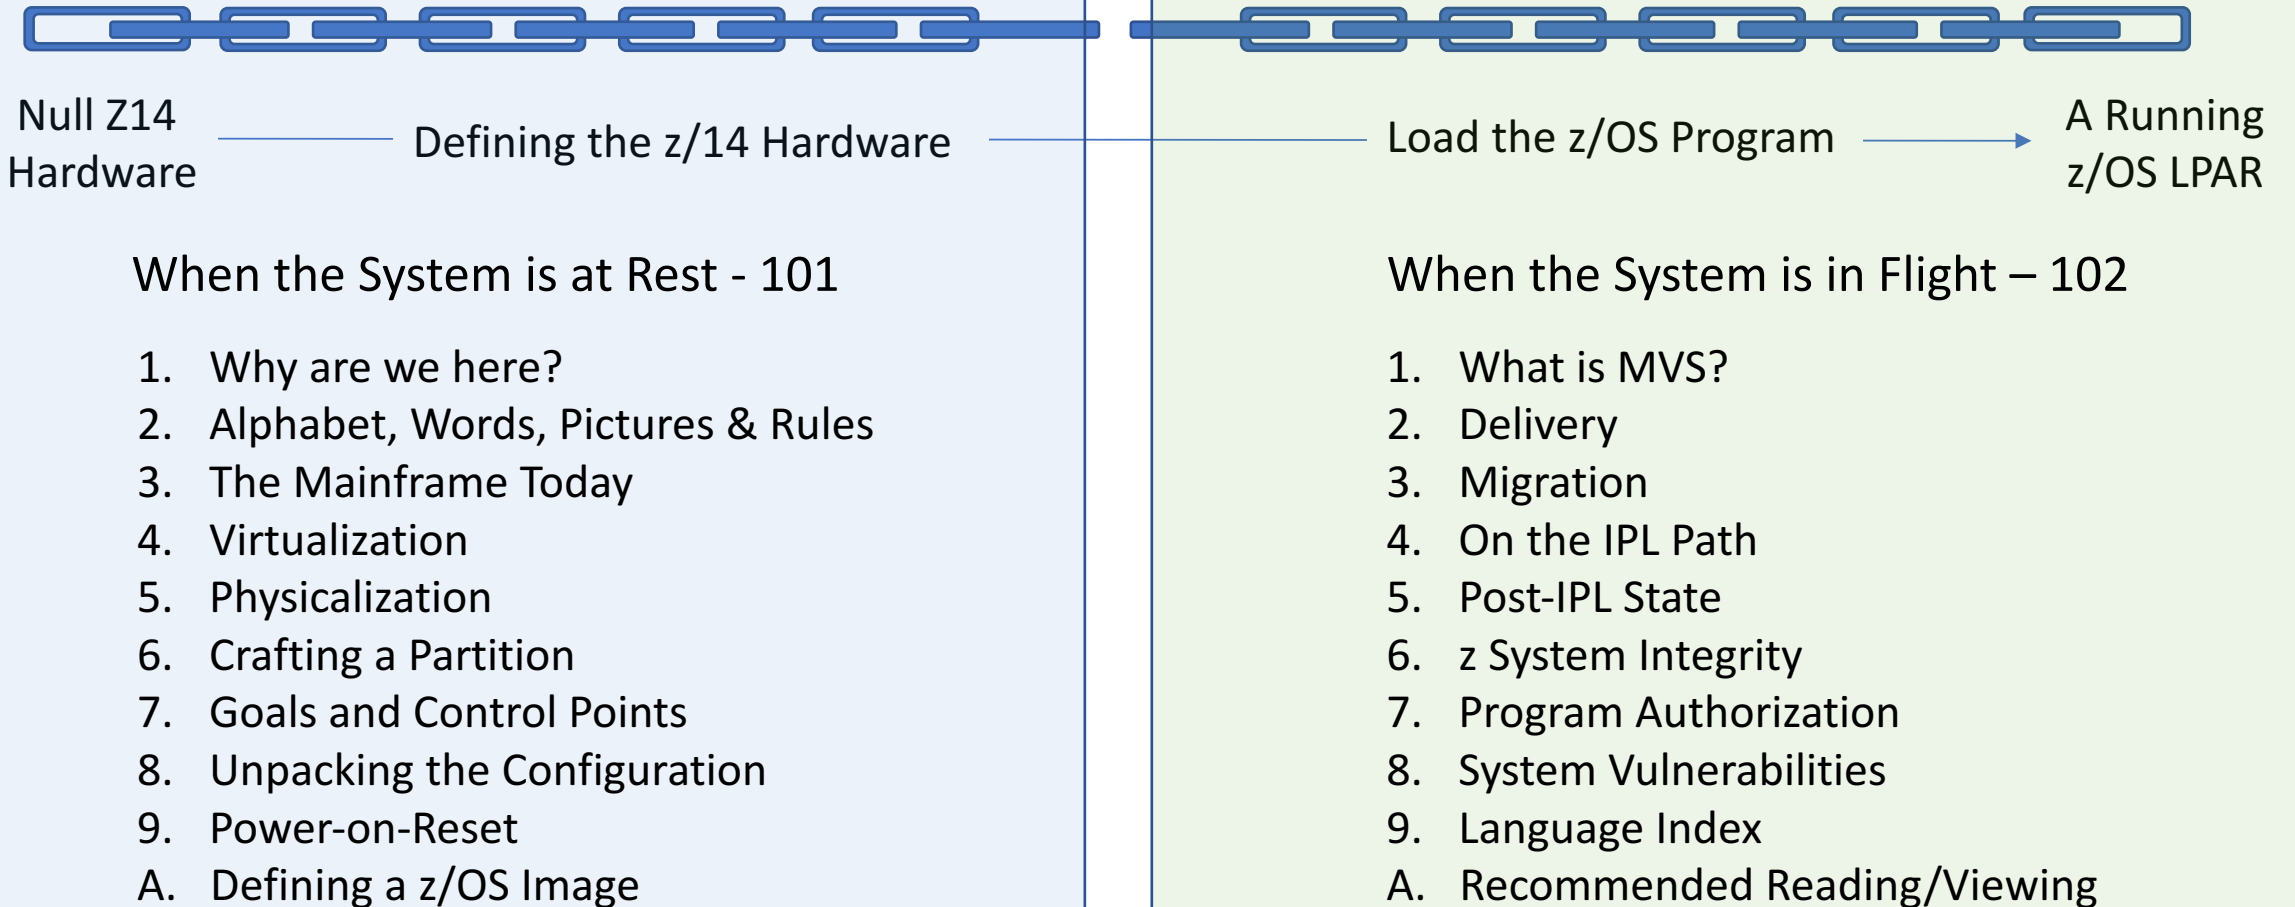 Null Z14
Hardware
Defining the z/14 Hardware
Load the z/OS Program
A Running
z/OS LPAR
When the System is at Rest - 101
1. Why are we here?
2. Alphabet, Words, Pictures & Rules
3. The Mainframe Today
4. Virtualization
5. Physicalization
6. Crafting a Partition
7. Goals and Control Points
8. Unpacking the Configuration
9. Power-on-Reset
A. Defining a z/OS Image
When the System is in Flight – 102
1. What is MVS?
2. Delivery
3. Migration
4. On the IPL Path
5. Post-IPL State
6. z System Integrity
7. Program Authorization
8. System Vulnerabilities
9. Language Index
A. Recommended Reading/Viewing